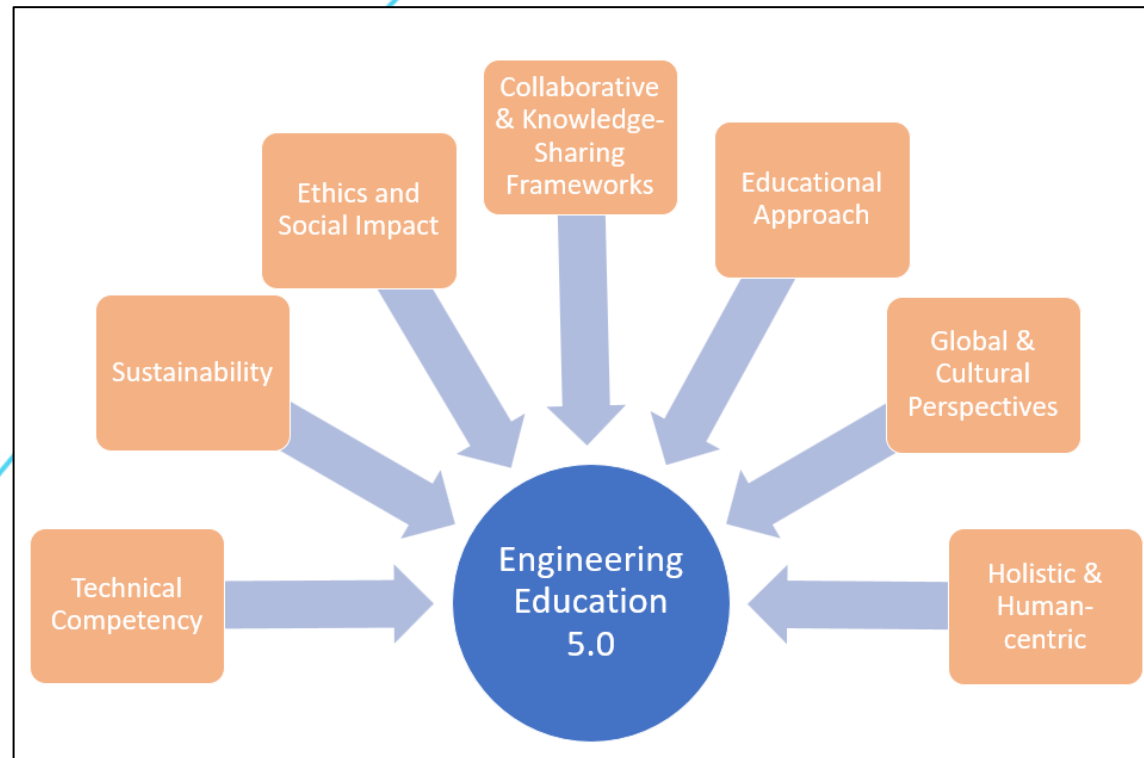 Collaborative
& Knowledge-
Sharing
Frameworks
Ethics and
Social Impact
Educational
Approach
Sustainability
Global &
Cultural
Perspectives
Technical
Competency
Engineering
Education
5.0
Holistic &
Human-
centric